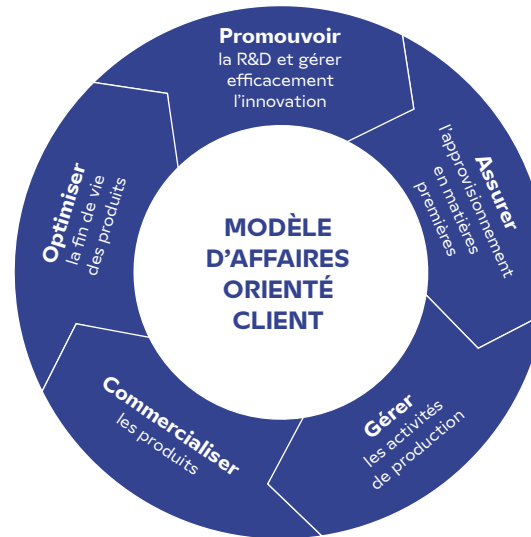 Promouvoir
la R&D et gérer
efficacement
l'innovation
Assurer
l'approvisionnement
en matières
premières
Gérer
les activités
de production
Commercialiser
les produits
Optimiser
la fin de vie
des produits
MODÈLE
D'AFFAIRES
ORIENTÉ
CLIENT